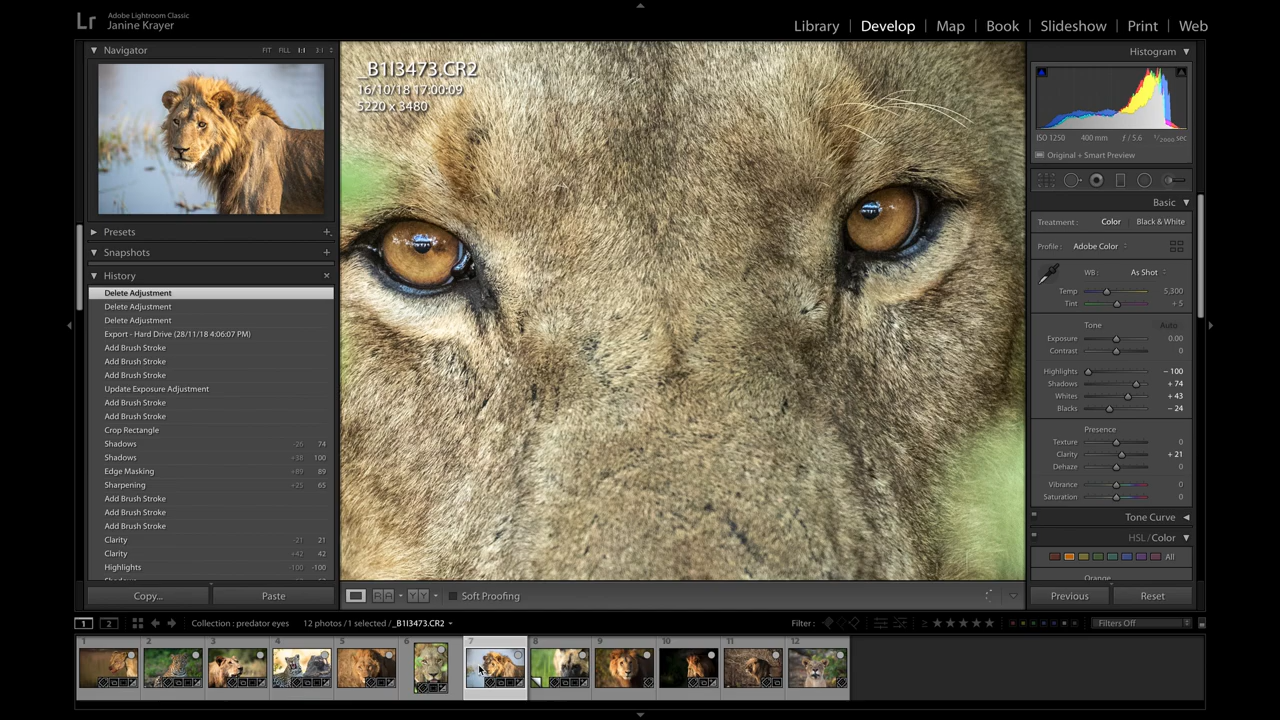 Lr Adobe Lightroom Classic
Janine Krayer
Library | Develop | Map | Book | Slideshow | Print | Web
Navigator FIT FILL 1:1 3:1
Presets
Snapshots
History
Delete Adjustment
Delete Adjustment
Delete Adjustment
Export - Hard Drive (28/11/18 4:06:07 PM)
Add Brush Stroke
Add Brush Stroke
Add Brush Stroke
Update Exposure Adjustment
Add Brush Stroke
Add Brush Stroke
Crop Rectangle
Shadows -26 74
Shadows +38 100
Edge Masking +89 89
Sharpening +25 65
Add Brush Stroke
Add Brush Stroke
Add Brush Stroke
Clarity -21 21
Clarity +42 42
Highlights -100 -100
Copy... Paste
_B1I3473.CR2
16/10/18 17:00:09
5220 x 3480
Soft Proofing
Histogram
ISO 1250 400 mm ƒ / 5.6 1/2000 sec
Original + Smart Preview
Basic
Treatment: Color Black & White
Profile: Adobe Color
WB: As Shot
Temp 5,300
Tint + 5
Tone Auto
Exposure 0.00
Contrast 0
Highlights − 100
Shadows + 74
Whites + 43
Blacks − 24
Presence
Texture 0
Clarity + 21
Dehaze 0
Vibrance 0
Saturation 0
Tone Curve
HSL / Color
All
Orange
Previous Reset
1 2 Collection : predator eyes 12 photos / 1 selected / _B1I3473.CR2 Filter : Filters Off
1 2 3 4 5 6 7 8 9 10 11 12